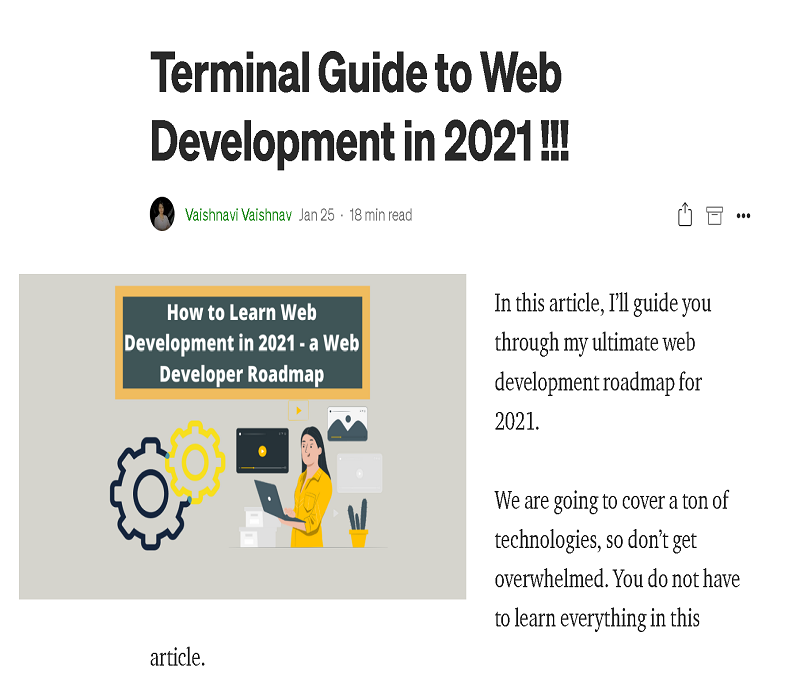 Terminal Guide to Web
Development in 2021 !!!
Vaishnavi Vaishnav Jan 25 · 18 min read
How to Learn Web
Development in 2021 - a Web
Developer Roadmap
In this article, I’ll guide you
through my ultimate web
development roadmap for
2021.
We are going to cover a ton of
technologies, so don’t get
overwhelmed. You do not have
to learn everything in this
article.